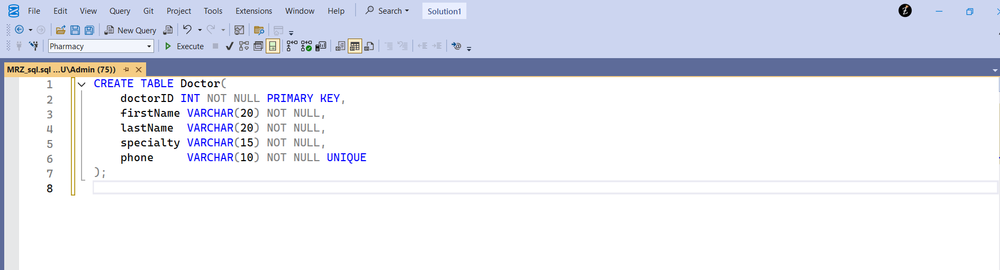 File Edit View Query Git Project Tools Extensions Window Help Search Solution1
New Query
Pharmacy Execute
MRZ_sql.sql ...U\Admin (75))
1 CREATE TABLE Doctor(
2 doctorID INT NOT NULL PRIMARY KEY,
3 firstName VARCHAR(20) NOT NULL,
4 lastName  VARCHAR(20) NOT NULL,
5 specialty VARCHAR(15) NOT NULL,
6 phone     VARCHAR(10) NOT NULL UNIQUE
7 );
8